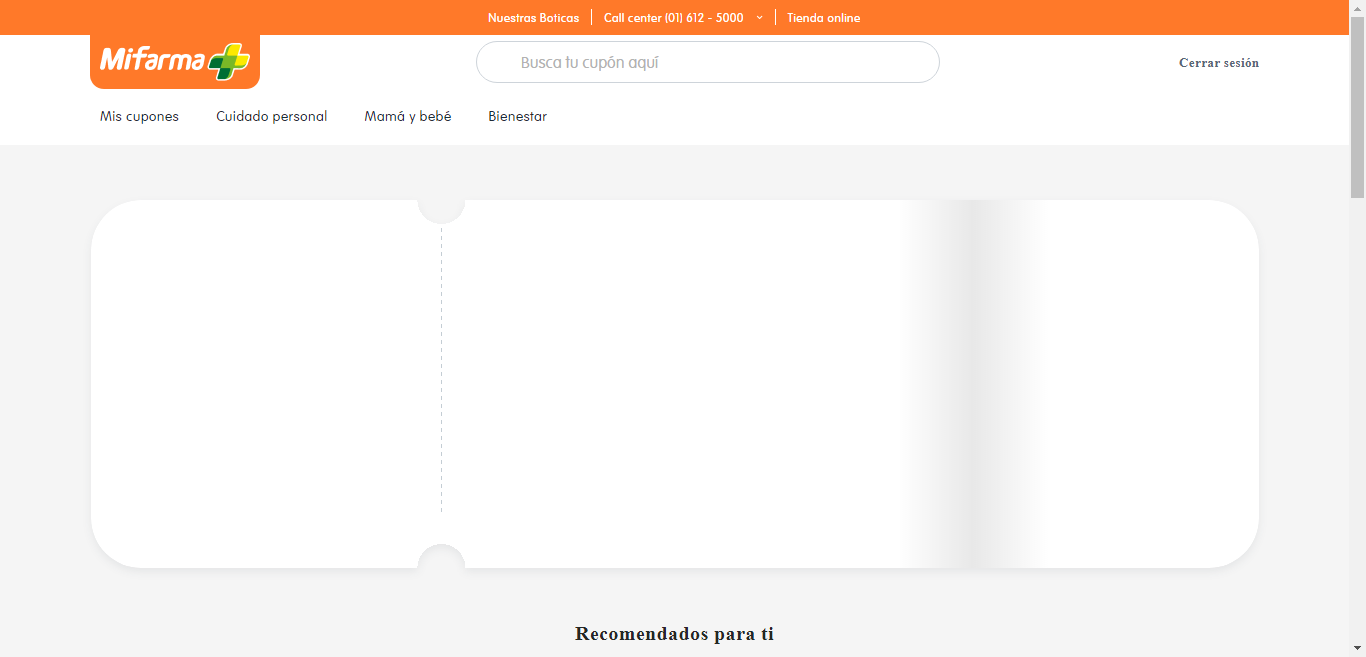 Nuestras Boticas Call center (01) 612 - 5000 Tienda online
Mifarma
Busca tu cupón aquí
Cerrar sesión
Mis cupones Cuidado personal Mamá y bebé Bienestar
Recomendados para ti